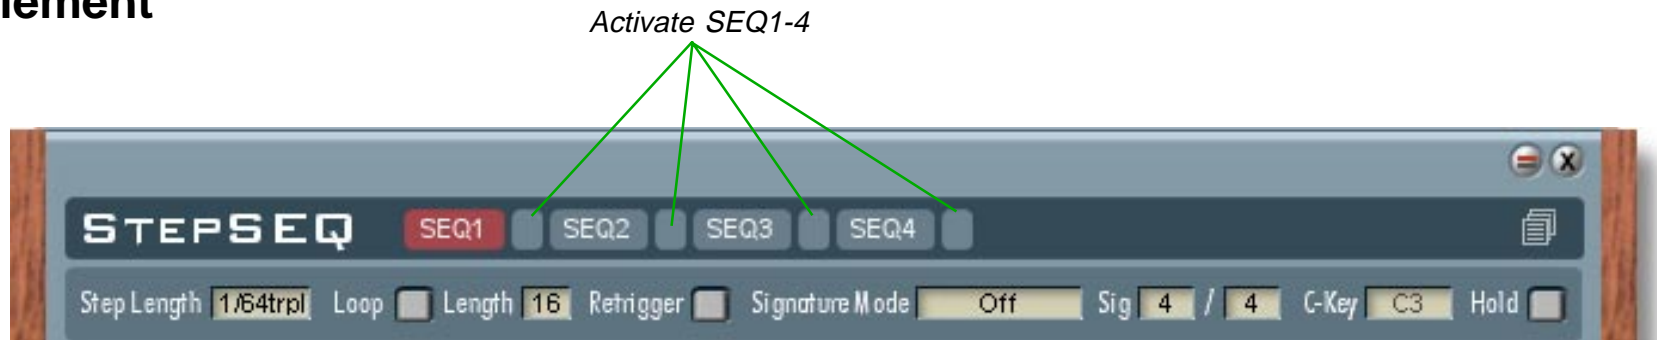 lement
Activate SEQ1-4
STEPSEQ SEQ1 SEQ2 SEQ3 SEQ4
Step Length 1/64trpl Loop Length 16 Retrigger Signature Mode Off Sig 4 / 4 C-Key C3 Hold